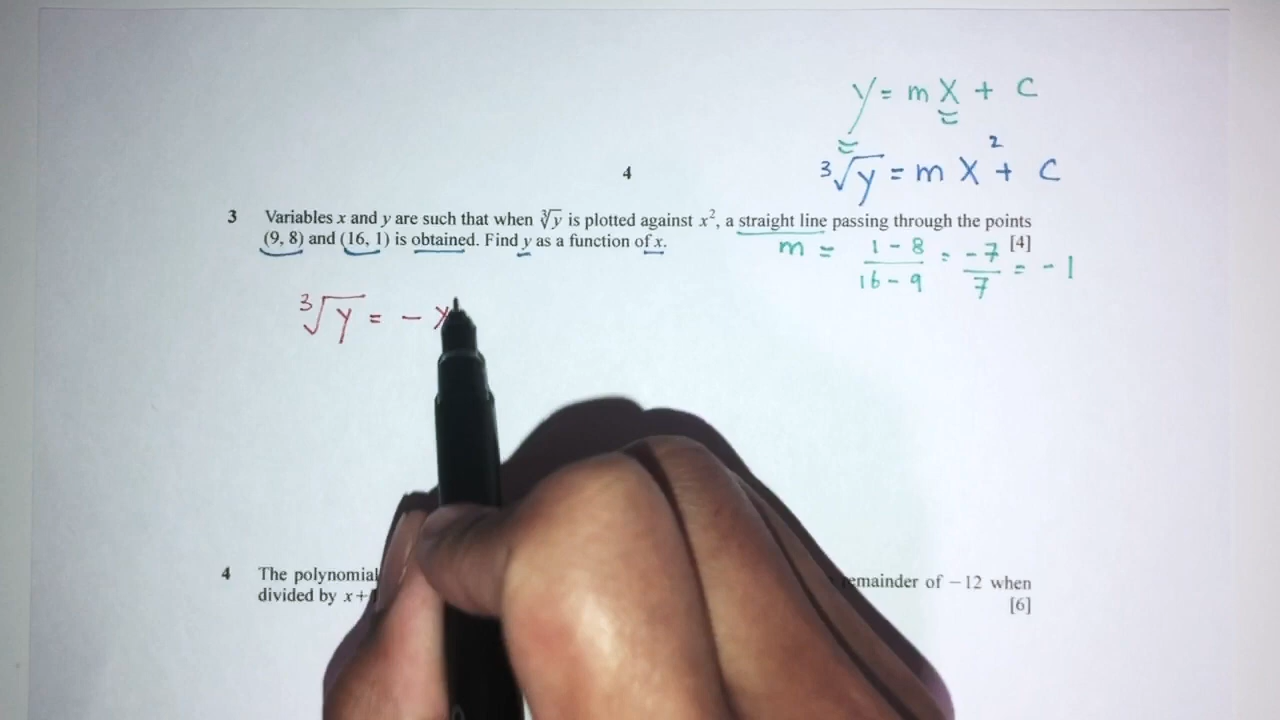 y = m x + c
∛y = m x² + c
4
3 Variables x and y are such that when ∛y is plotted against x², a straight line passing through the points
(9, 8) and (16, 1) is obtained. Find y as a function of x. [4]
m = (1 - 8)/(16 - 9) = -7/7 = -1
∛y = - x
4 The polynomial
remainder of −12 when
divided by x+
[6]